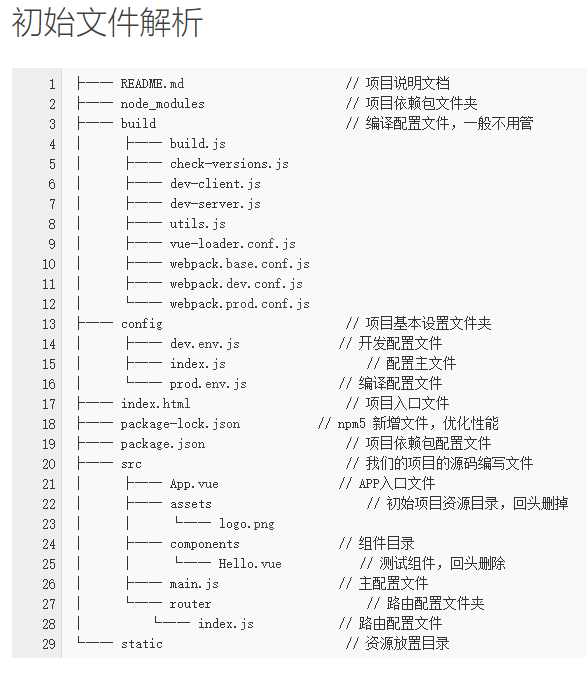 初始文件解析
1 ├── README.md // 项目说明文档
2 ├── node_modules // 项目依赖包文件夹
3 ├── build // 编译配置文件，一般不用管
4 │ ├── build.js
5 │ ├── check-versions.js
6 │ ├── dev-client.js
7 │ ├── dev-server.js
8 │ ├── utils.js
9 │ ├── vue-loader.conf.js
10 │ ├── webpack.base.conf.js
11 │ ├── webpack.dev.conf.js
12 │ └── webpack.prod.conf.js
13 ├── config // 项目基本设置文件夹
14 │ ├── dev.env.js // 开发配置文件
15 │ ├── index.js // 配置主文件
16 │ └── prod.env.js // 编译配置文件
17 ├── index.html // 项目入口文件
18 ├── package-lock.json // npm5 新增文件，优化性能
19 ├── package.json // 项目依赖包配置文件
20 ├── src // 我们的项目的源码编写文件
21 │ ├── App.vue // APP入口文件
22 │ ├── assets // 初始项目资源目录，回头删掉
23 │ │ └── logo.png
24 │ ├── components // 组件目录
25 │ │ └── Hello.vue // 测试组件，回头删除
26 │ ├── main.js // 主配置文件
27 │ └── router // 路由配置文件夹
28 │ └── index.js // 路由配置文件
29 └── static // 资源放置目录